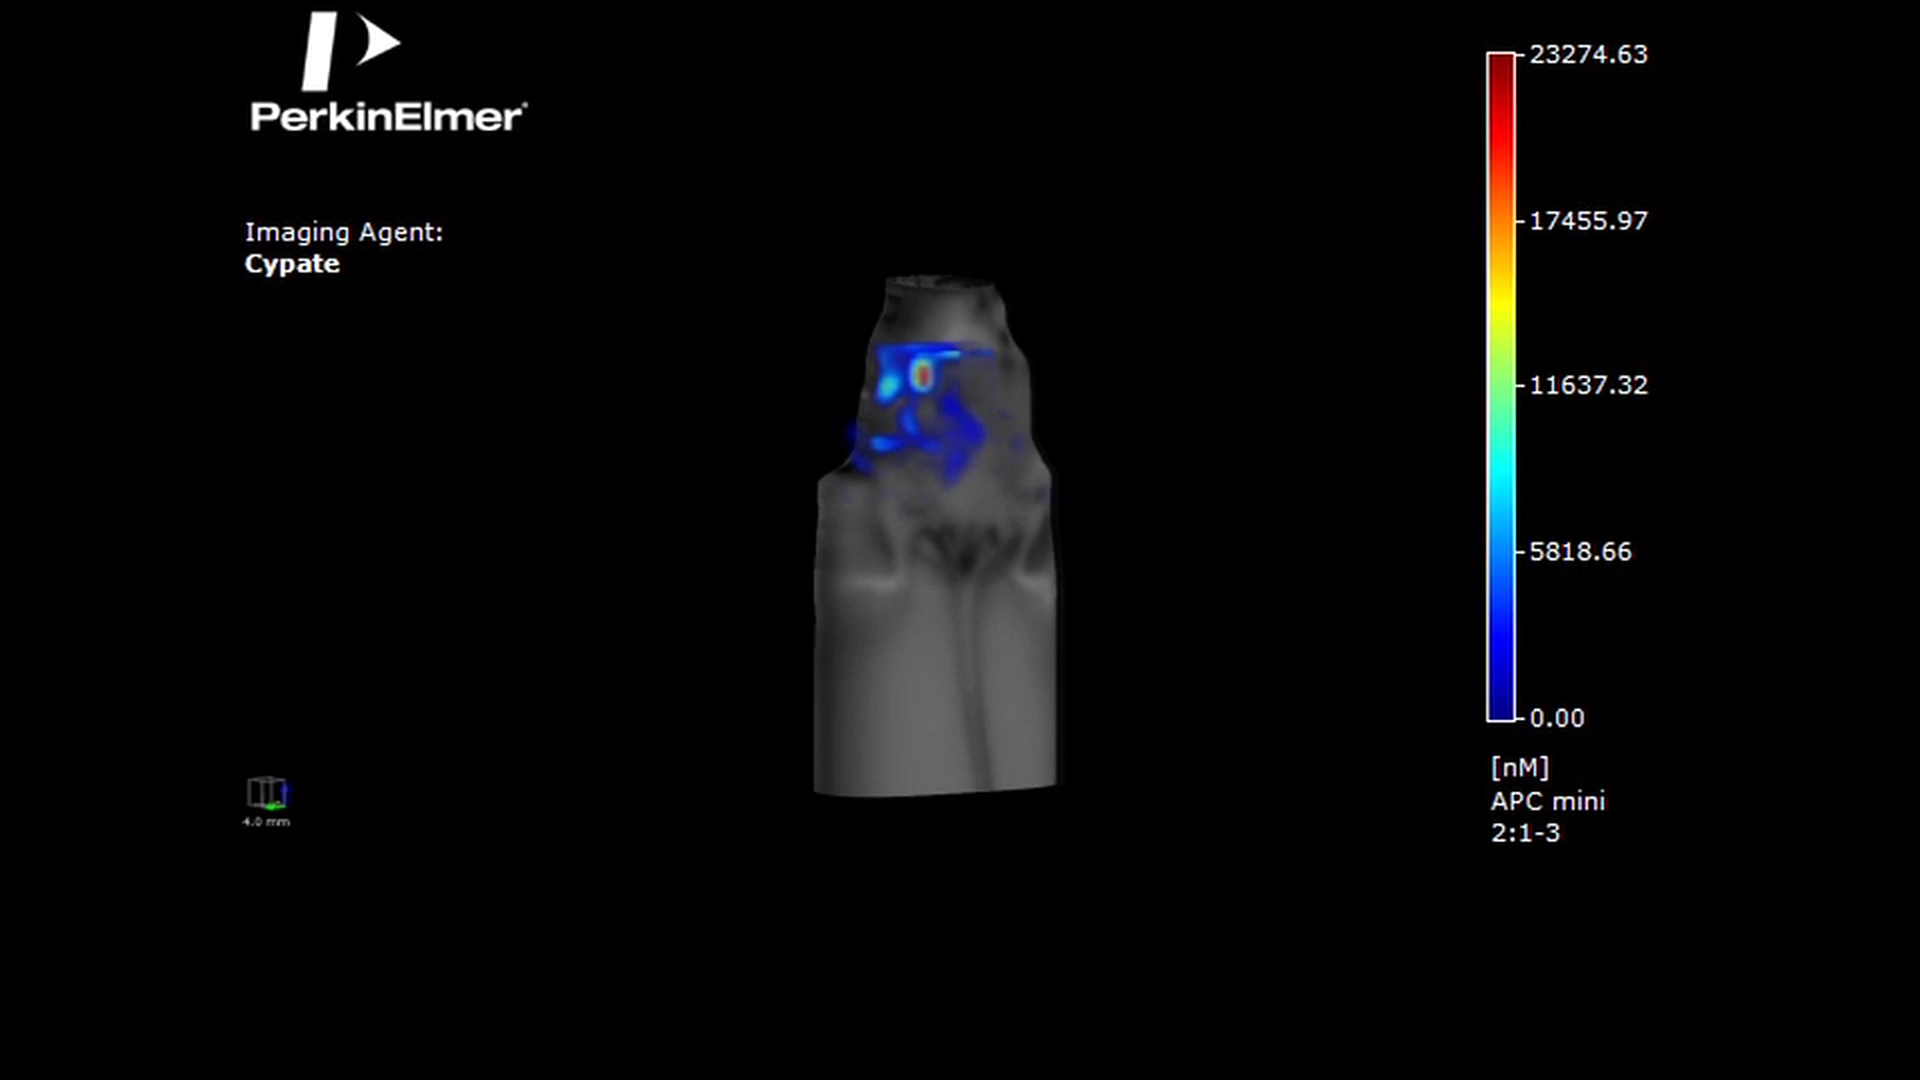 PerkinElmer
Imaging Agent:
Cypate
23274.63
17455.97
11637.32
5818.66
0.00
[nM]
APC mini
2:1-3
4.0 mm